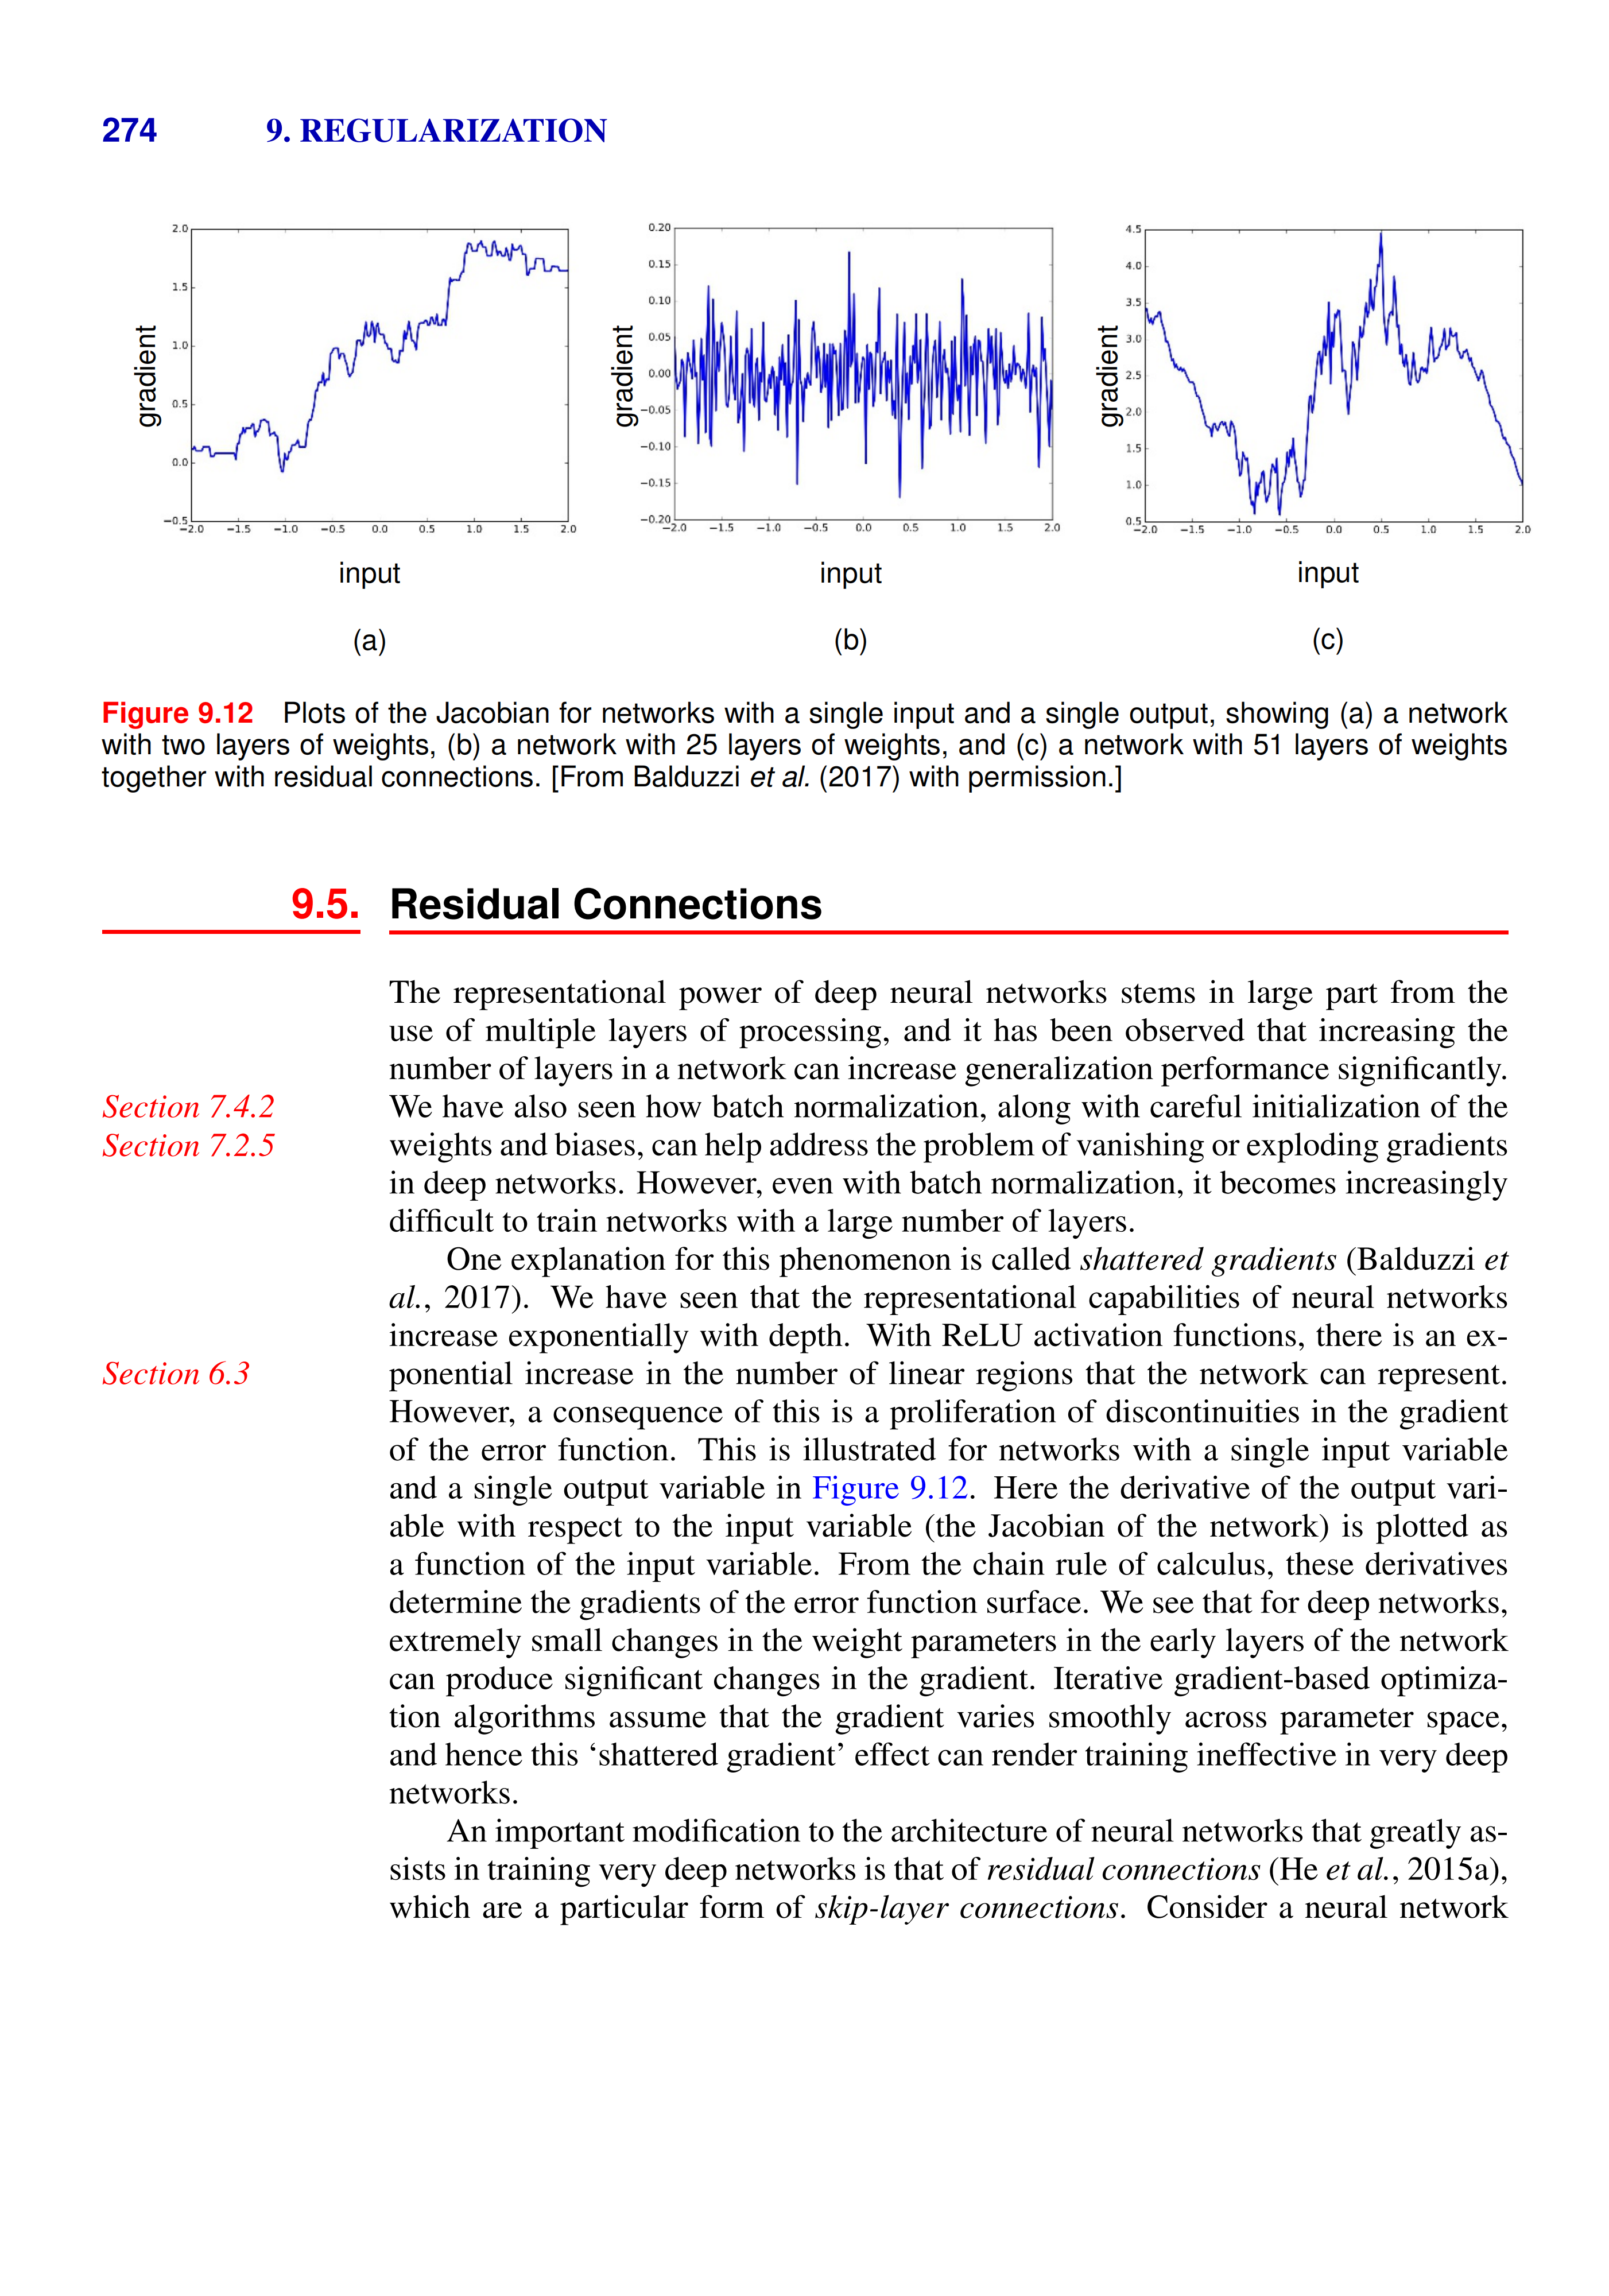 274 9. REGULARIZATION
2.0
1.5
1.0
0.5
0.0
−0.5
−2.0 −1.5 −1.0 −0.5 0.0 0.5 1.0 1.5 2.0
gradient
input
(a)
0.20
0.15
0.10
0.05
0.00
−0.05
−0.10
−0.15
−0.20
−2.0 −1.5 −1.0 −0.5 0.0 0.5 1.0 1.5 2.0
gradient
input
(b)
4.5
4.0
3.5
3.0
2.5
2.0
1.5
1.0
0.5
−2.0 −1.5 −1.0 −0.5 0.0 0.5 1.0 1.5 2.0
gradient
input
(c)
Figure 9.12 Plots of the Jacobian for networks with a single input and a single output, showing (a) a network
with two layers of weights, (b) a network with 25 layers of weights, and (c) a network with 51 layers of weights
together with residual connections. [From Balduzzi et al. (2017) with permission.]
9.5. Residual Connections
The representational power of deep neural networks stems in large part from the
use of multiple layers of processing, and it has been observed that increasing the
number of layers in a network can increase generalization performance significantly.
Section 7.4.2 We have also seen how batch normalization, along with careful initialization of the
Section 7.2.5 weights and biases, can help address the problem of vanishing or exploding gradients
in deep networks. However, even with batch normalization, it becomes increasingly
difficult to train networks with a large number of layers.
One explanation for this phenomenon is called shattered gradients (Balduzzi et
al., 2017). We have seen that the representational capabilities of neural networks
increase exponentially with depth. With ReLU activation functions, there is an ex-
Section 6.3 ponential increase in the number of linear regions that the network can represent.
However, a consequence of this is a proliferation of discontinuities in the gradient
of the error function. This is illustrated for networks with a single input variable
and a single output variable in Figure 9.12. Here the derivative of the output vari-
able with respect to the input variable (the Jacobian of the network) is plotted as
a function of the input variable. From the chain rule of calculus, these derivatives
determine the gradients of the error function surface. We see that for deep networks,
extremely small changes in the weight parameters in the early layers of the network
can produce significant changes in the gradient. Iterative gradient-based optimiza-
tion algorithms assume that the gradient varies smoothly across parameter space,
and hence this ‘shattered gradient’ effect can render training ineffective in very deep
networks.
An important modification to the architecture of neural networks that greatly as-
sists in training very deep networks is that of residual connections (He et al., 2015a),
which are a particular form of skip-layer connections. Consider a neural network